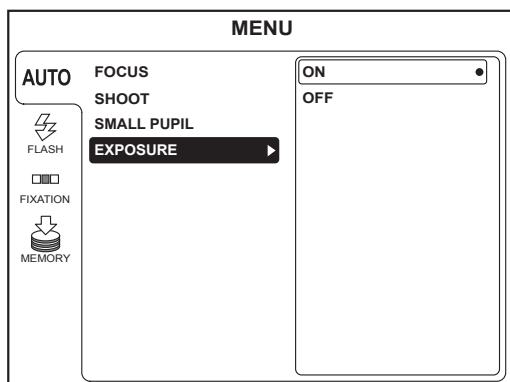 MENU
AUTO
FLASH
FIXATION
MEMORY
FOCUS
SHOOT
SMALL PUPIL
EXPOSURE
ON
OFF